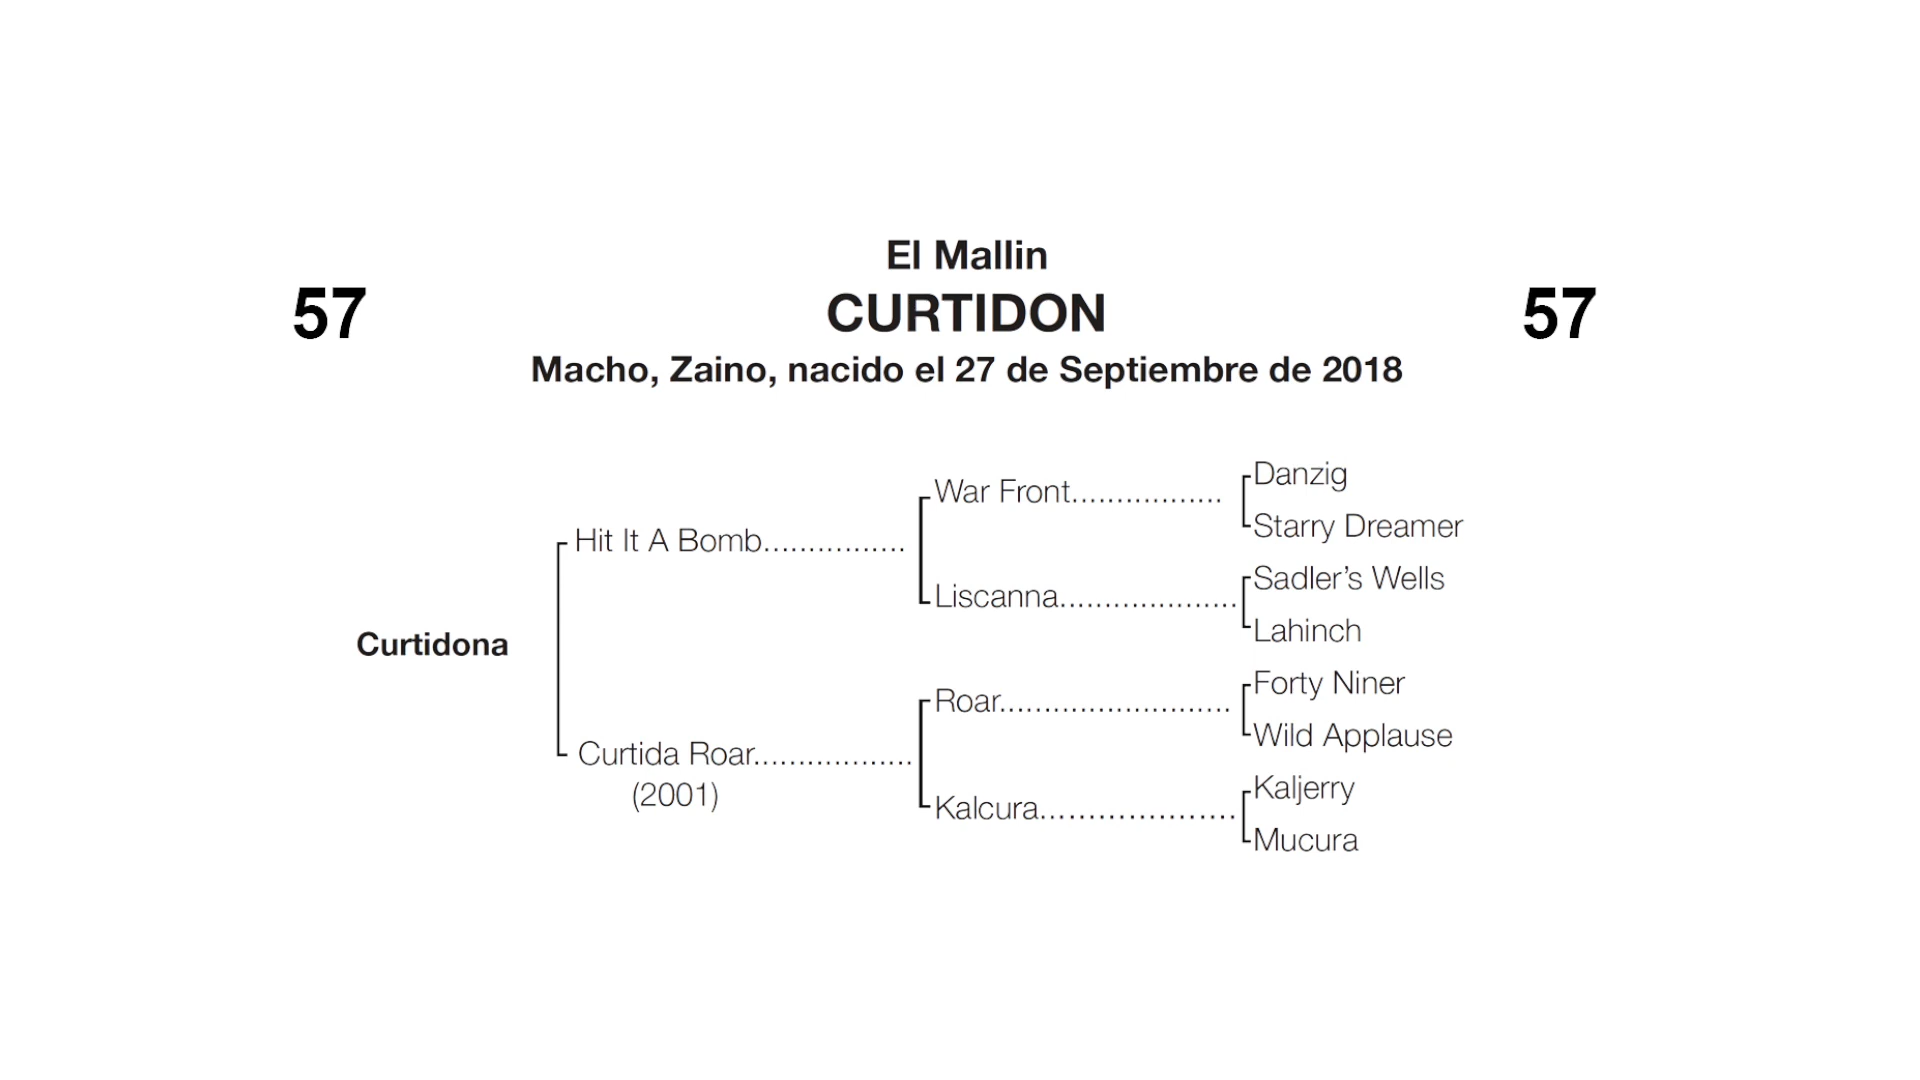 El Mallin
57 CURTIDON 57
Macho, Zaino, nacido el 27 de Septiembre de 2018
Danzig
War Front.................
Starry Dreamer
Hit It A Bomb................
Sadler’s Wells
Liscanna....................
Lahinch
Curtidona
Forty Niner
Roar..........................
Wild Applause
Curtida Roar..................
(2001)
Kaljerry
Kalcura......................
Mucura